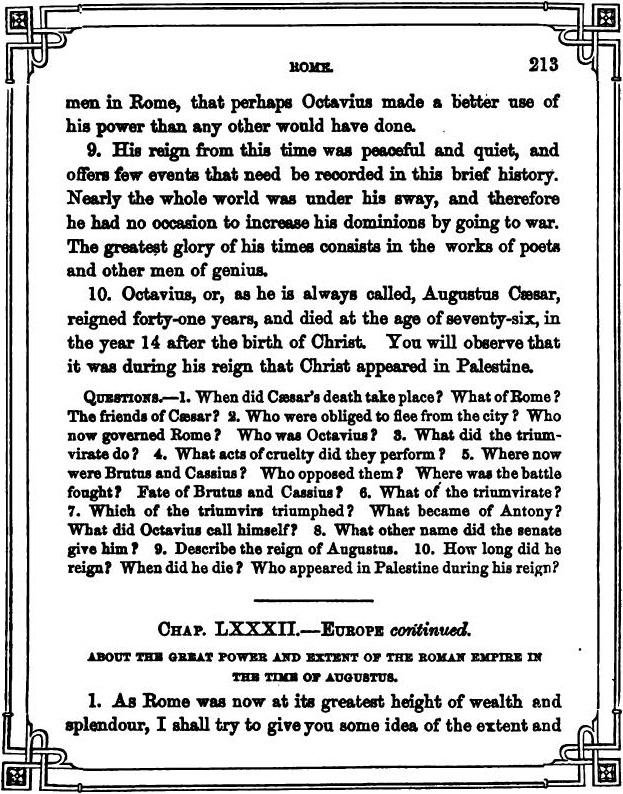 ROME.
213
men in Rome, that perhaps Octavius made a better use of
his power than any other would have done.
9. His reign from this time was peaceful and quiet, and
offers few events that need be recorded in this brief history.
Nearly the whole world was under his sway, and therefore
he had no occasion to increase his dominions by going to war.
The greatest glory of his times consists in the works of poets
and other men of genius.
10. Octavius, or, as he is always called, Augustus Cæsar,
reigned forty-one years, and died at the age of seventy-six, in
the year 14 after the birth of Christ. You will observe that
it was during his reign that Christ appeared in Palestine.
QUESTIONS.—1. When did Cæsar's death take place? What of Rome?
The friends of Cæsar? 2. Who were obliged to flee from the city? Who
now governed Rome? Who was Octavius? 3. What did the trium-
virate do? 4. What acts of cruelty did they perform? 5. Where now
were Brutus and Cassius? Who opposed them? Where was the battle
fought? Fate of Brutus and Cassius? 6. What of the triumvirate?
7. Which of the triumvirs triumphed? What became of Antony?
What did Octavius call himself? 8. What other name did the senate
give him? 9. Describe the reign of Augustus. 10. How long did he
reign? When did he die? Who appeared in Palestine during his reign?
CHAP. LXXXII.—EUROPE continued.
ABOUT THE GREAT POWER AND EXTENT OF THE ROMAN EMPIRE IN
THE TIME OF AUGUSTUS.
1. As Rome was now at its greatest height of wealth and
splendour, I shall try to give you some idea of the extent and